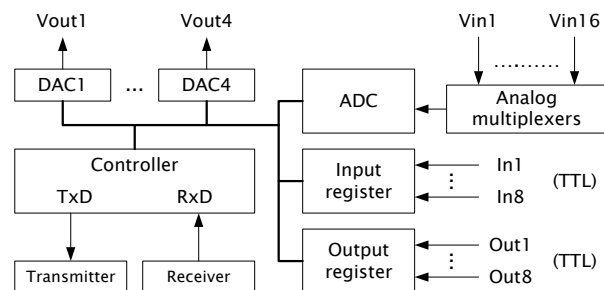 Vout1 Vout4 Vin1 Vin16
DAC1 ... DAC4 ADC Analog multiplexers
Controller
TxD RxD
Input register
In1
In8
(TTL)
Output register
Out1
Out8
(TTL)
Transmitter Receiver